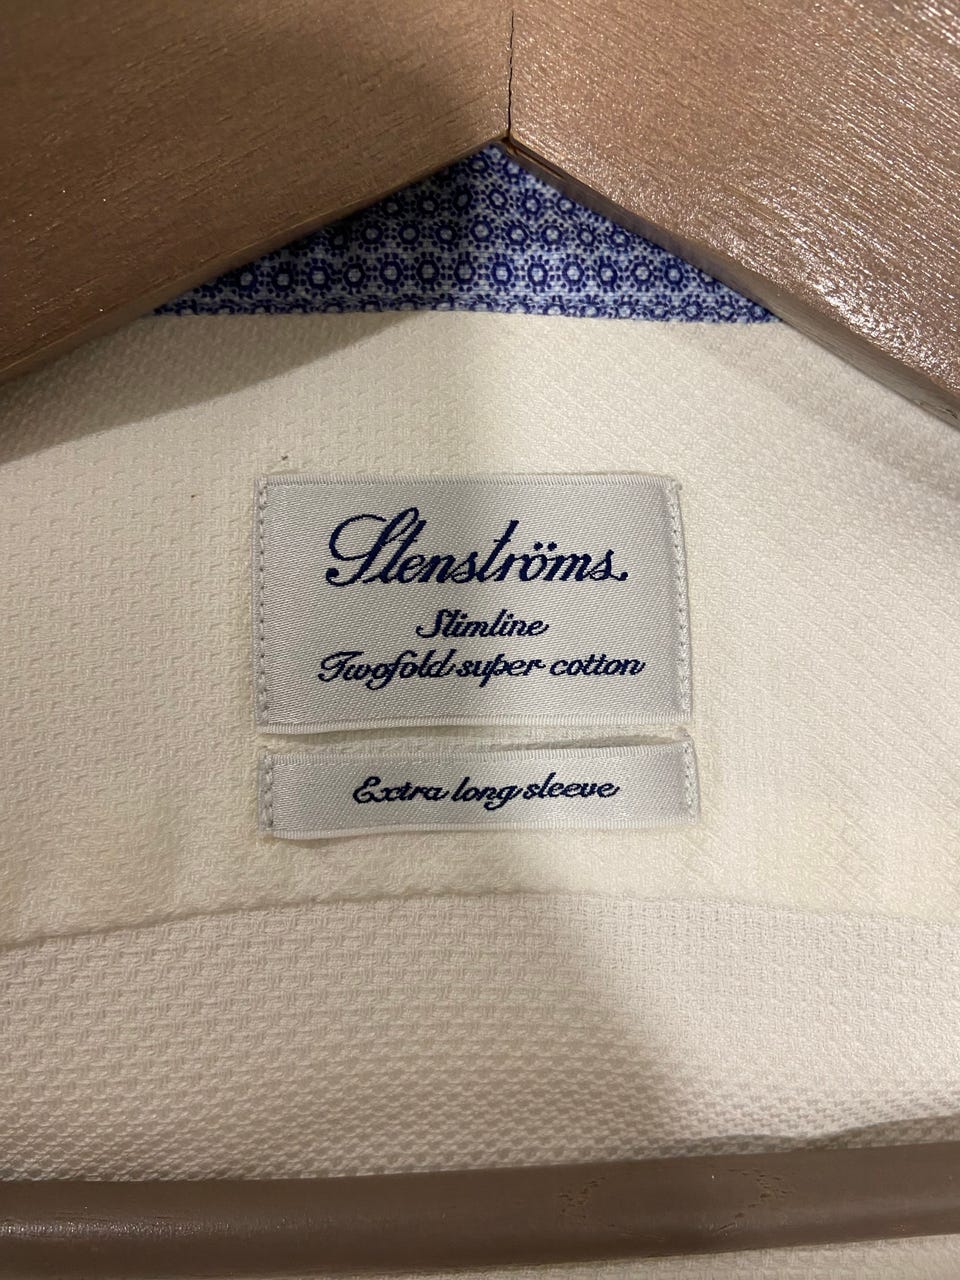 Stenströms
Slimline
Twofold super cotton
Extra long sleeve